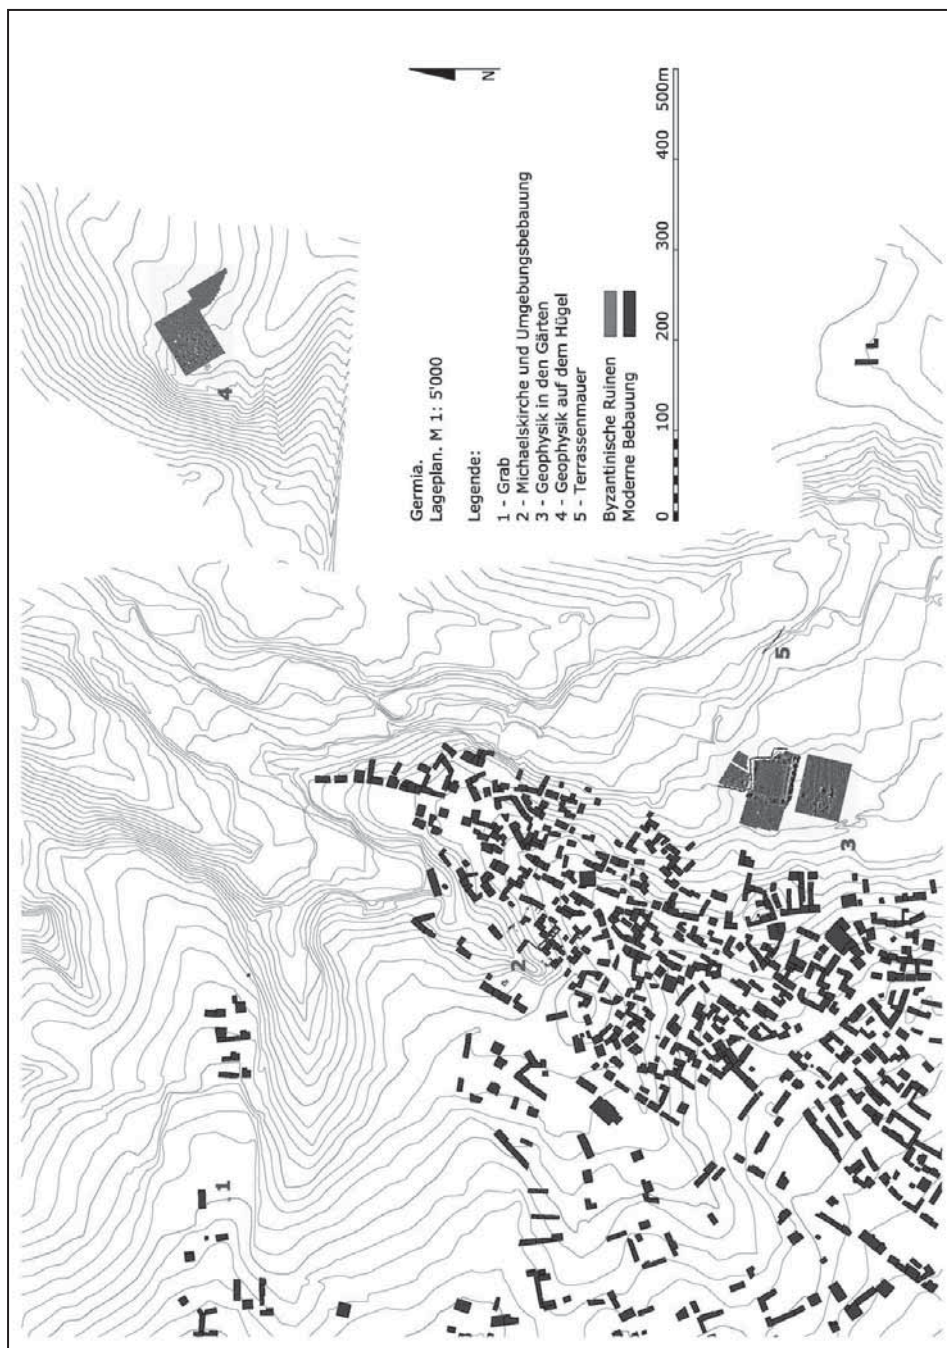 N
Germia.
Lageplan. M 1: 5'000
Legende:
1 - Grab
2 - Michaelskirche und Umgebungsbebauung
3 - Geophysik in den Gärten
4 - Geophysik auf dem Hügel
5 - Terrassenmauer
Byzantinische Ruinen
Moderne Bebauung
0 100 200 300 400 500m
1
2
3
4
5